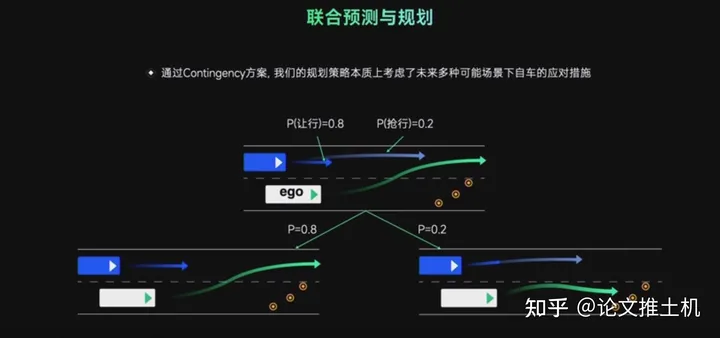 联合预测与规划
通过Contingency方案, 我们的规划策略本质上考虑了未来多种可能场景下自车的应对措施
P(让行)=0.8 P(抢行)=0.2
ego
P=0.8 P=0.2
知乎 @论文推土机